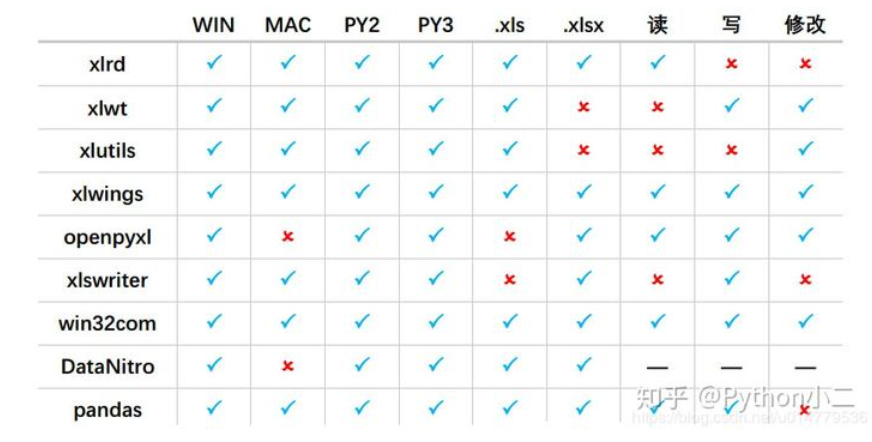 WIN MAC PY2 PY3 .xls .xlsx 读 写 修改
xlrd ✓ ✓ ✓ ✓ ✓ ✓ ✓ × ×
xlwt ✓ ✓ ✓ ✓ ✓ × × ✓ ✓
xlutils ✓ ✓ ✓ ✓ ✓ × × × ✓
xlwings ✓ ✓ ✓ ✓ ✓ ✓ ✓ ✓ ✓
openpyxl ✓ × ✓ ✓ × ✓ ✓ ✓ ✓
xlswriter ✓ ✓ ✓ ✓ × ✓ × ✓ ×
win32com ✓ ✓ ✓ ✓ ✓ ✓ ✓ ✓ ✓
DataNitro ✓ × ✓ ✓ ✓ ✓ — — —
pandas ✓ ✓ ✓ ✓ ✓ ✓ ✓ ✓ ×
知乎 @Python小二
https://blog.csdn.net/u014779536